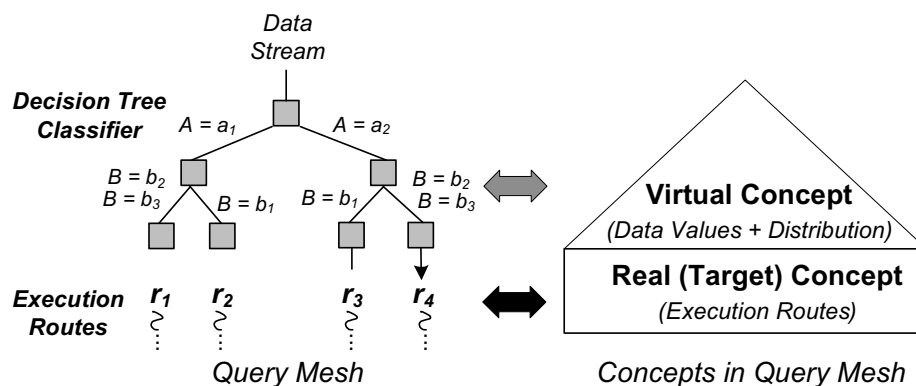 Data
Stream
Decision Tree
Classifier
A = a1
A = a2
B = b2
B = b3
B = b1
B = b1
B = b2
B = b3
Virtual Concept
(Data Values + Distribution)
Execution
Routes
r1
r2
r3
r4
Real (Target) Concept
(Execution Routes)
Query Mesh
Concepts in Query Mesh